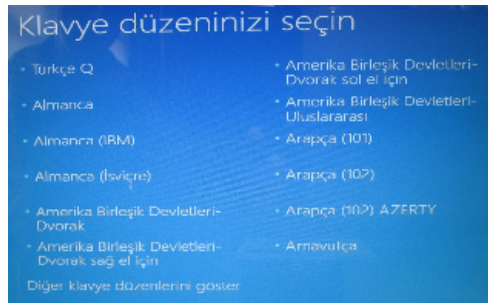 Klavye düzeninizi seçin
Türkçe Q
Almanca
Almanca (IBM)
Almanca (İsviçre)
Amerika Birleşik Devletleri-
Dvorak
Amerika Birleşik Devletleri-
Dvorak sağ el için
Amerika Birleşik Devletleri-
Dvorak sol el için
Amerika Birleşik Devletleri-
Uluslararası
Arapça (101)
Arapça (102)
Arapça (102) AZERTY
Arnavutça
Diğer klavye düzenlerini göster